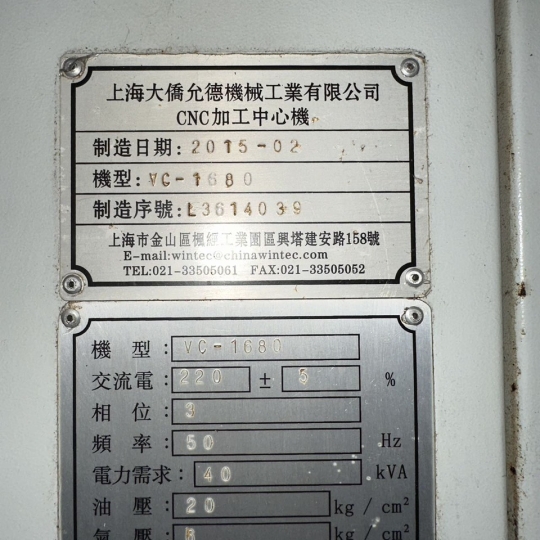 上海大僑允德機械工業有限公司
CNC加工中心機
制造日期:2015-02
機型:VC-1680
制造序號:L3614039
上海市金山區楓涇工業園區興塔建安路158號
E-mail:wintec@chinawintec.com
TEL:021-33505061 FAX:021-33505052
機 型:VC-1680
交流電:220 ± 5 %
相 位:3
頻 率:50 Hz
電力需求:40 kVA
油 壓:20 kg / cm²
氣 壓: kg / cm²